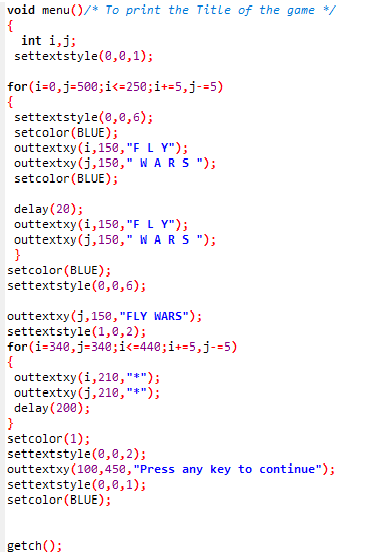 void menu()/* To print the Title of the game */
{
int i,j;
settextstyle(0,0,1);
for(i=0,j=500;i<=250;i+=5,j-=5)
{
settextstyle(0,0,6);
setcolor(BLUE);
outtextxy(i,150,"F L Y");
outtextxy(j,150," W A R S ");
setcolor(BLUE);
delay(20);
outtextxy(i,150,"F L Y");
outtextxy(j,150," W A R S ");
}
setcolor(BLUE);
settextstyle(0,0,6);
outtextxy(j,150,"FLY WARS");
settextstyle(1,0,2);
for(i=340,j=340;i<=440;i+=5,j-=5)
{
outtextxy(i,210,"*");
outtextxy(j,210,"*");
delay(200);
}
setcolor(1);
settextstyle(0,0,2);
outtextxy(100,450,"Press any key to continue");
settextstyle(0,0,1);
setcolor(BLUE);
getch();